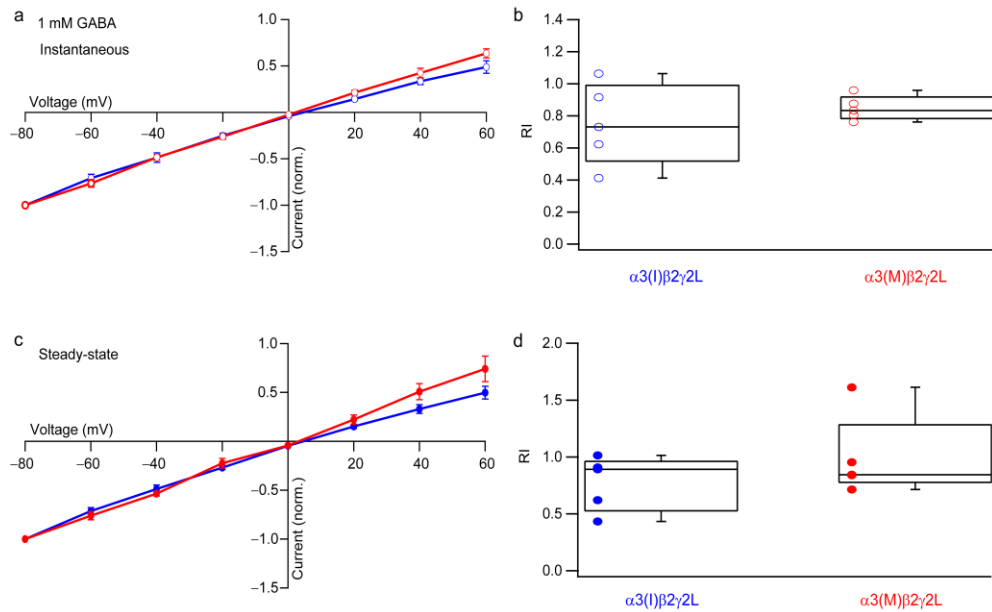 a
1 mM GABA
Instantaneous
Voltage (mV)
−80 −60 −40 −20 20 40 60
1.0
0.5
−0.5
−1.0
−1.5
Current (norm.)
b
1.4
1.2
1.0
0.8
0.6
0.4
0.2
0.0
RI
α3(I)β2γ2L α3(M)β2γ2L
c
Steady-state
Voltage (mV)
−80 −60 −40 −20 0 20 40 60
1.0
0.5
−0.5
−1.0
−1.5
Current (norm.)
d
2.0
1.5
1.0
0.5
0.0
RI
α3(I)β2γ2L α3(M)β2γ2L